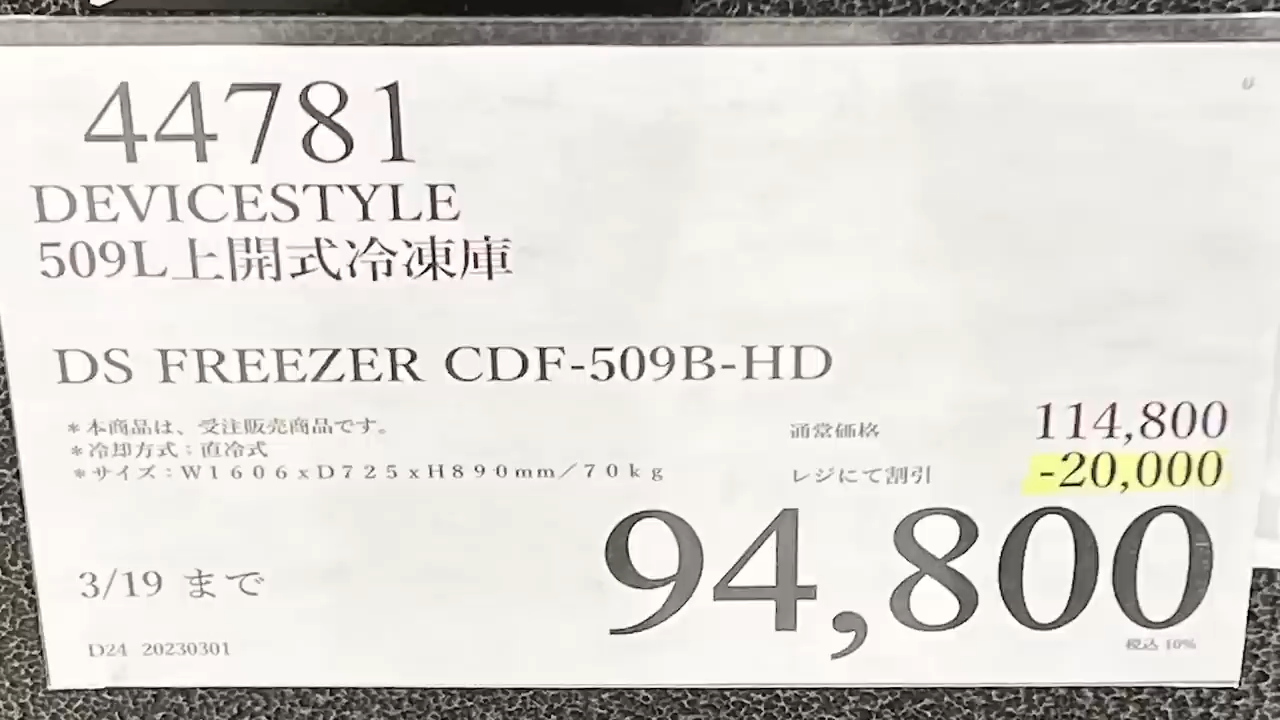 44781
DEVICESTYLE
509L上開式冷凍庫
DS FREEZER CDF-509B-HD
＊本商品は、受注販売商品です。
＊冷却方式：直冷式
＊サイズ：W1606xD725xH890mm／70kg
通常価格 114,800
レジにて割引 -20,000
94,800
税込 10%
3/19 まで
D24 20230301